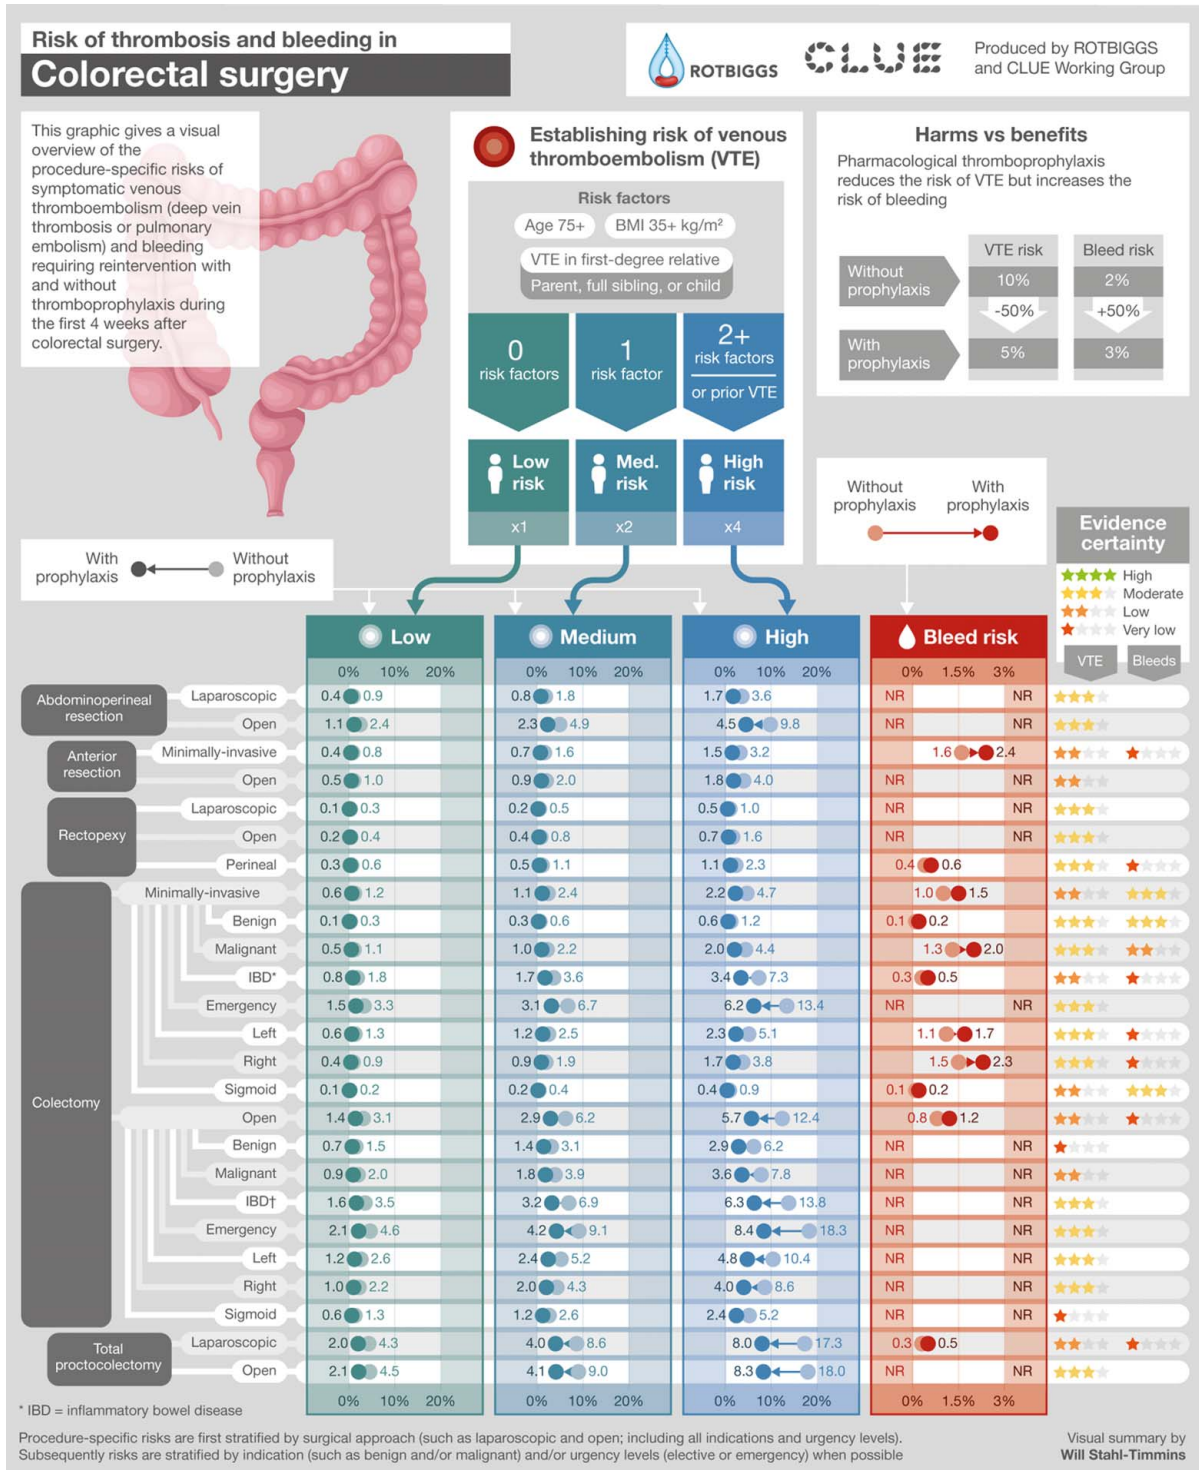 Risk of thrombosis and bleeding in
Colorectal surgery
ROTBIGGS
CLUE
Produced by ROTBIGGS
and CLUE Working Group
This graphic gives a visual
overview of the
procedure-specific risks of
symptomatic venous
thromboembolism (deep vein
thrombosis or pulmonary
embolism) and bleeding
requiring reintervention with
and without
thromboprophylaxis during
the first 4 weeks after
colorectal surgery.
Establishing risk of venous
thromboembolism (VTE)
Risk factors
Age 75+ BMI 35+ kg/m²
VTE in first-degree relative
Parent, full sibling, or child
0
risk factors
1
risk factor
2+
risk factors
or prior VTE
Low
risk
x1
Med.
risk
x2
High
risk
x4
Harms vs benefits
Pharmacological thromboprophylaxis
reduces the risk of VTE but increases the
risk of bleeding
VTE risk Bleed risk
Without
prophylaxis
10% 2%
-50% +50%
With
prophylaxis
5% 3%
With
prophylaxis
Without
prophylaxis
Without
prophylaxis
With
prophylaxis
Evidence
certainty
High
Moderate
Low
Very low
VTE Bleeds
Low Medium High Bleed risk
0% 10% 20% 0% 10% 20% 0% 10% 20% 0% 1.5% 3%
Abdominoperineal
resection
Laparoscopic 0.4 0.9 0.8 1.8 1.7 3.6 NR NR
Open 1.1 2.4 2.3 4.9 4.5 9.8 NR NR
Anterior
resection
Minimally-invasive 0.4 0.8 0.7 1.6 1.5 3.2 1.6 2.4
Open 0.5 1.0 0.9 2.0 1.8 4.0 NR NR
Rectopexy
Laparoscopic 0.1 0.3 0.2 0.5 0.5 1.0 NR NR
Open 0.2 0.4 0.4 0.8 0.7 1.6 NR NR
Perineal 0.3 0.6 0.5 1.1 1.1 2.3 0.4 0.6
Colectomy
Minimally-invasive 0.6 1.2 1.1 2.4 2.2 4.7 1.0 1.5
Benign 0.1 0.3 0.3 0.6 0.6 1.2 0.1 0.2
Malignant 0.5 1.1 1.0 2.2 2.0 4.4 1.3 2.0
IBD* 0.8 1.8 1.7 3.6 3.4 7.3 0.3 0.5
Emergency 1.5 3.3 3.1 6.7 6.2 13.4 NR NR
Left 0.6 1.3 1.2 2.5 2.3 5.1 1.1 1.7
Right 0.4 0.9 0.9 1.9 1.7 3.8 1.5 2.3
Sigmoid 0.1 0.2 0.2 0.4 0.4 0.9 0.1 0.2
Open 1.4 3.1 2.9 6.2 5.7 12.4 0.8 1.2
Benign 0.7 1.5 1.4 3.1 2.9 6.2 NR NR
Malignant 0.9 2.0 1.8 3.9 3.6 7.8 NR NR
IBD† 1.6 3.5 3.2 6.9 6.3 13.8 NR NR
Emergency 2.1 4.6 4.2 9.1 8.4 18.3 NR NR
Left 1.2 2.6 2.4 5.2 4.8 10.4 NR NR
Right 1.0 2.2 2.0 4.3 4.0 8.6 NR NR
Sigmoid 0.6 1.3 1.2 2.6 2.4 5.2 NR NR
Total
proctocolectomy
Laparoscopic 2.0 4.3 4.0 8.6 8.0 17.3 0.3 0.5
Open 2.1 4.5 4.1 9.0 8.3 18.0 NR NR
0% 10% 20% 0% 10% 20% 0% 10% 20% 0% 1.5% 3%
* IBD = inflammatory bowel disease
Procedure-specific risks are first stratified by surgical approach (such as laparoscopic and open; including all indications and urgency levels).
Subsequently risks are stratified by indication (such as benign and/or malignant) and/or urgency levels (elective or emergency) when possible
Visual summary by
Will Stahl-Timmins